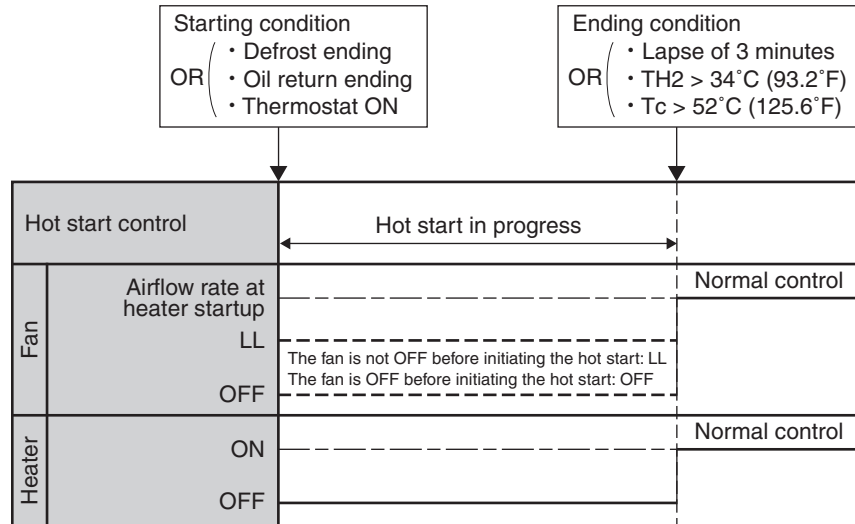 Starting condition
OR
・Defrost ending
・Oil return ending
・Thermostat ON
Ending condition
OR
・Lapse of 3 minutes
・TH2 > 34˚C (93.2˚F)
・Tc > 52˚C (125.6˚F)
Hot start control
Hot start in progress
Fan
Airflow rate at
heater startup
Normal control
LL
The fan is not OFF before initiating the hot start: LL
The fan is OFF before initiating the hot start: OFF
OFF
Heater
ON
Normal control
OFF